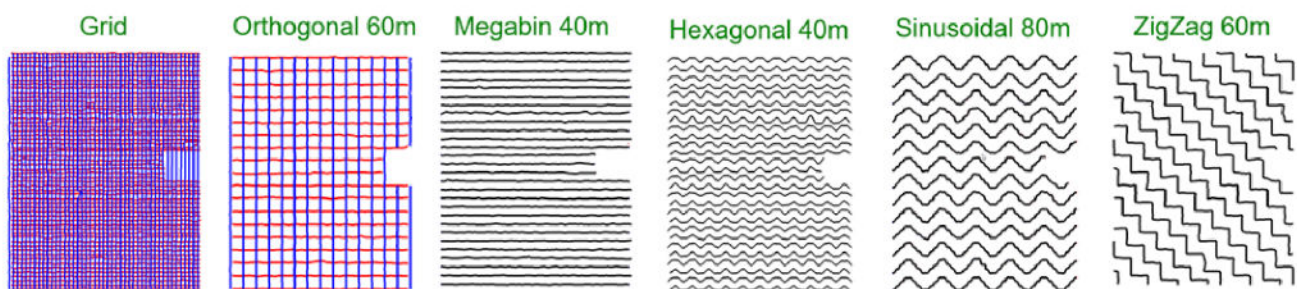 Grid
Orthogonal 60m
Megabin 40m
Hexagonal 40m
Sinusoidal 80m
ZigZag 60m